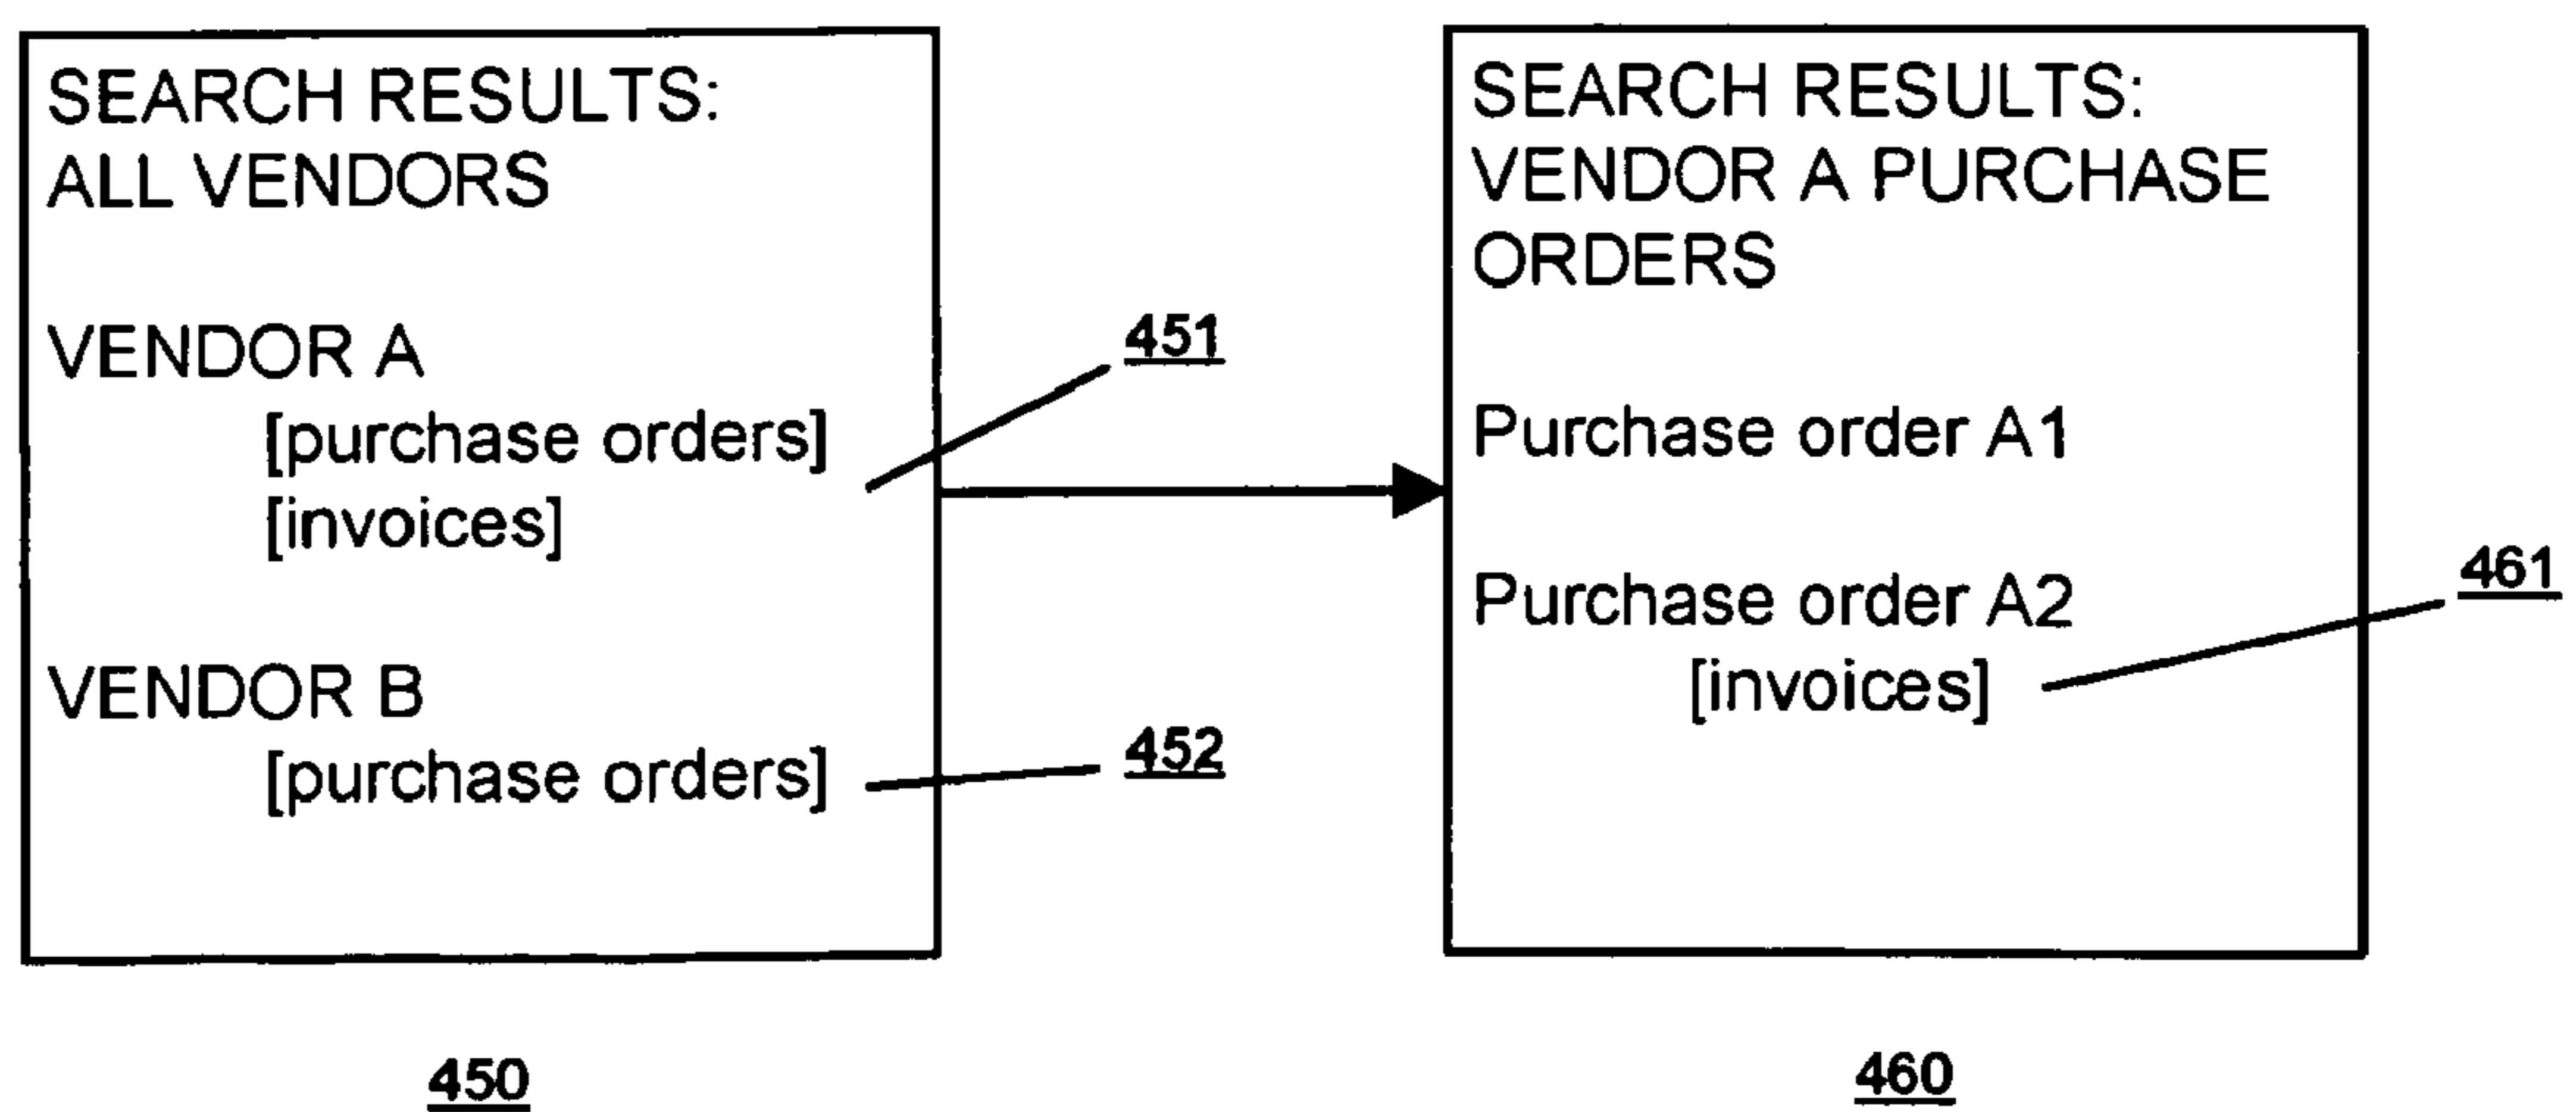 SEARCH RESULTS:
ALL VENDORS
VENDOR A
[purchase orders]
[invoices]
VENDOR B
[purchase orders]
451
452
450
SEARCH RESULTS:
VENDOR A PURCHASE
ORDERS
Purchase order A1
Purchase order A2
[invoices]
461
460